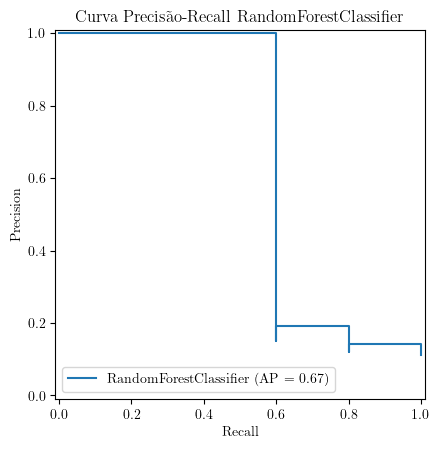 Curva Precisão-Recall RandomForestClassifier
1.0
0.8
0.6
0.4
0.2
0.0
Precision
RandomForestClassifier (AP = 0.67)
0.0 0.2 0.4 0.6 0.8 1.0
Recall